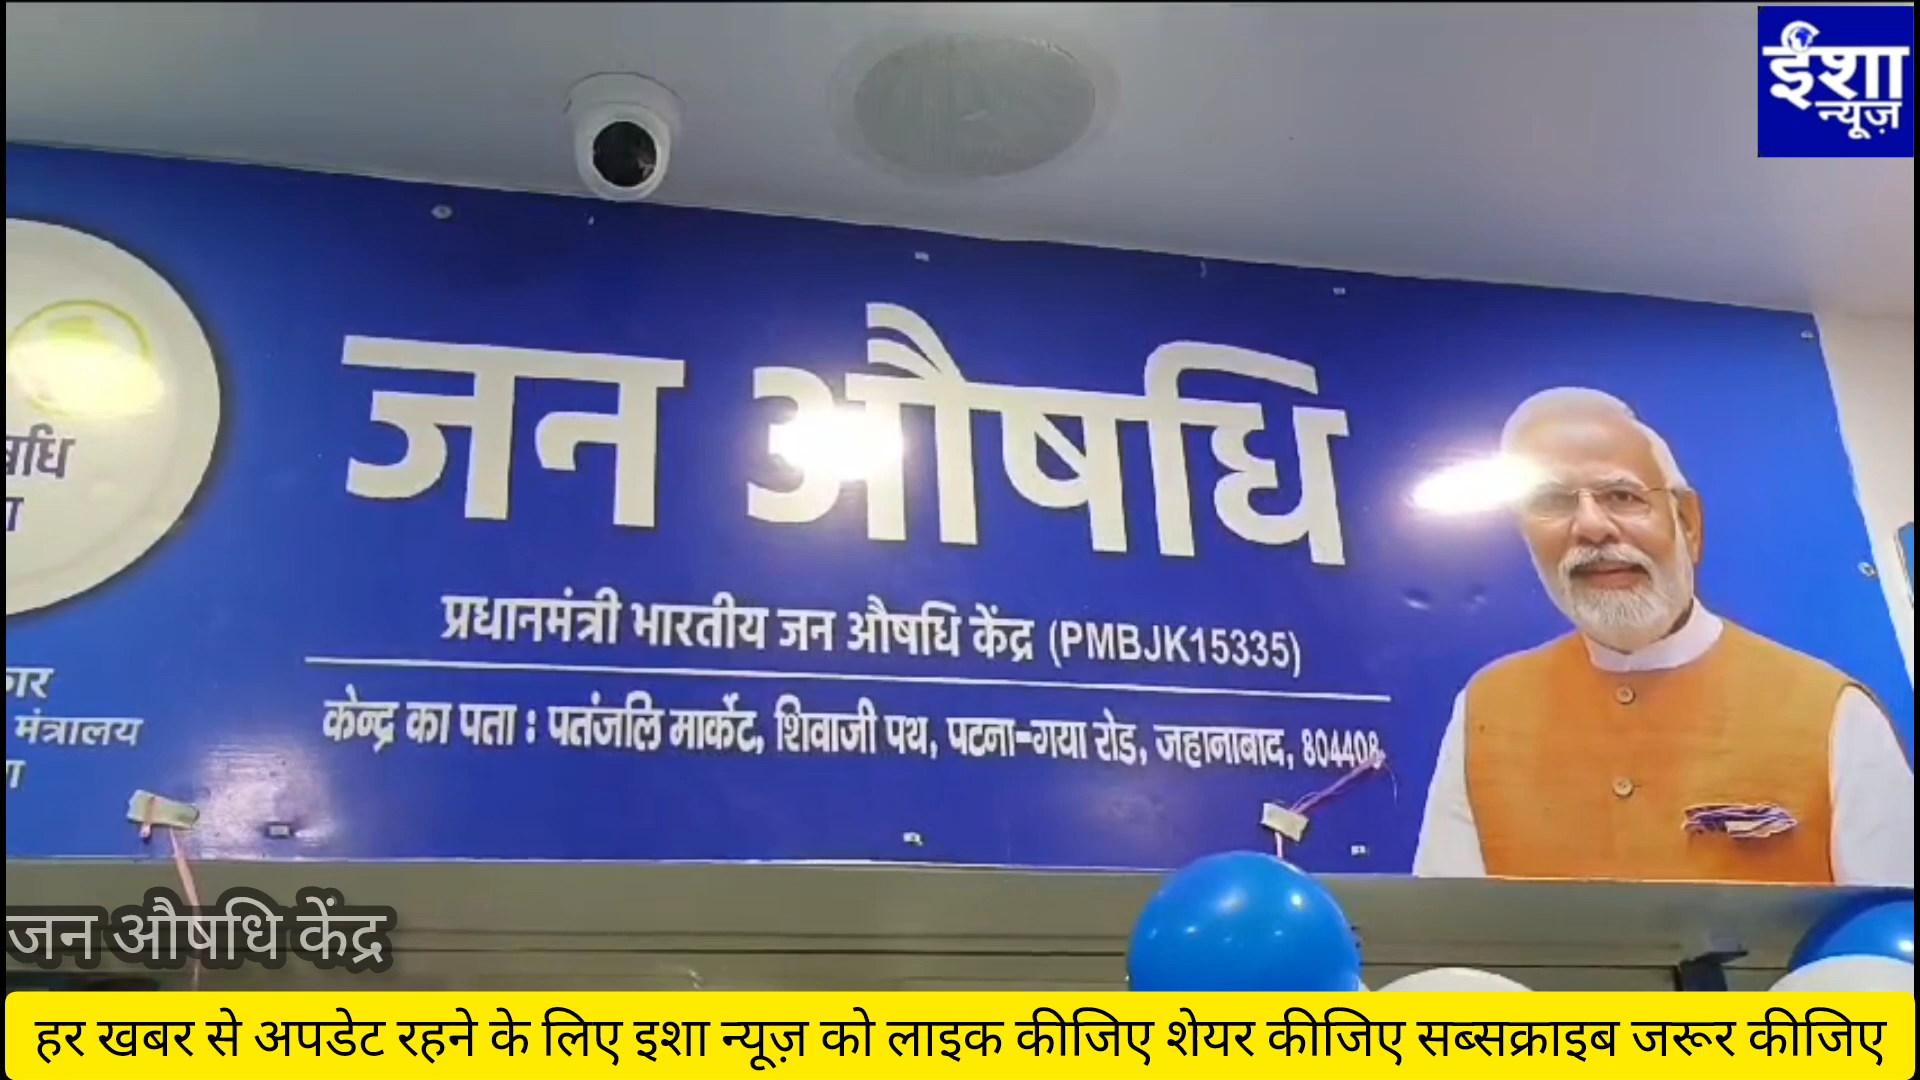 ईशा
न्यूज़
जन औषधि
प्रधानमंत्री भारतीय जन औषधि केंद्र (PMBJK15335)
केन्द्र का पता : पतंजलि मार्केट, शिवाजी पथ, पटना-गया रोड, जहानाबाद, 804408
मंत्रालय
जन औषधि केंद्र
हर खबर से अपडेट रहने के लिए इशा न्यूज़ को लाइक कीजिए शेयर कीजिए सब्सक्राइब जरूर कीजिए